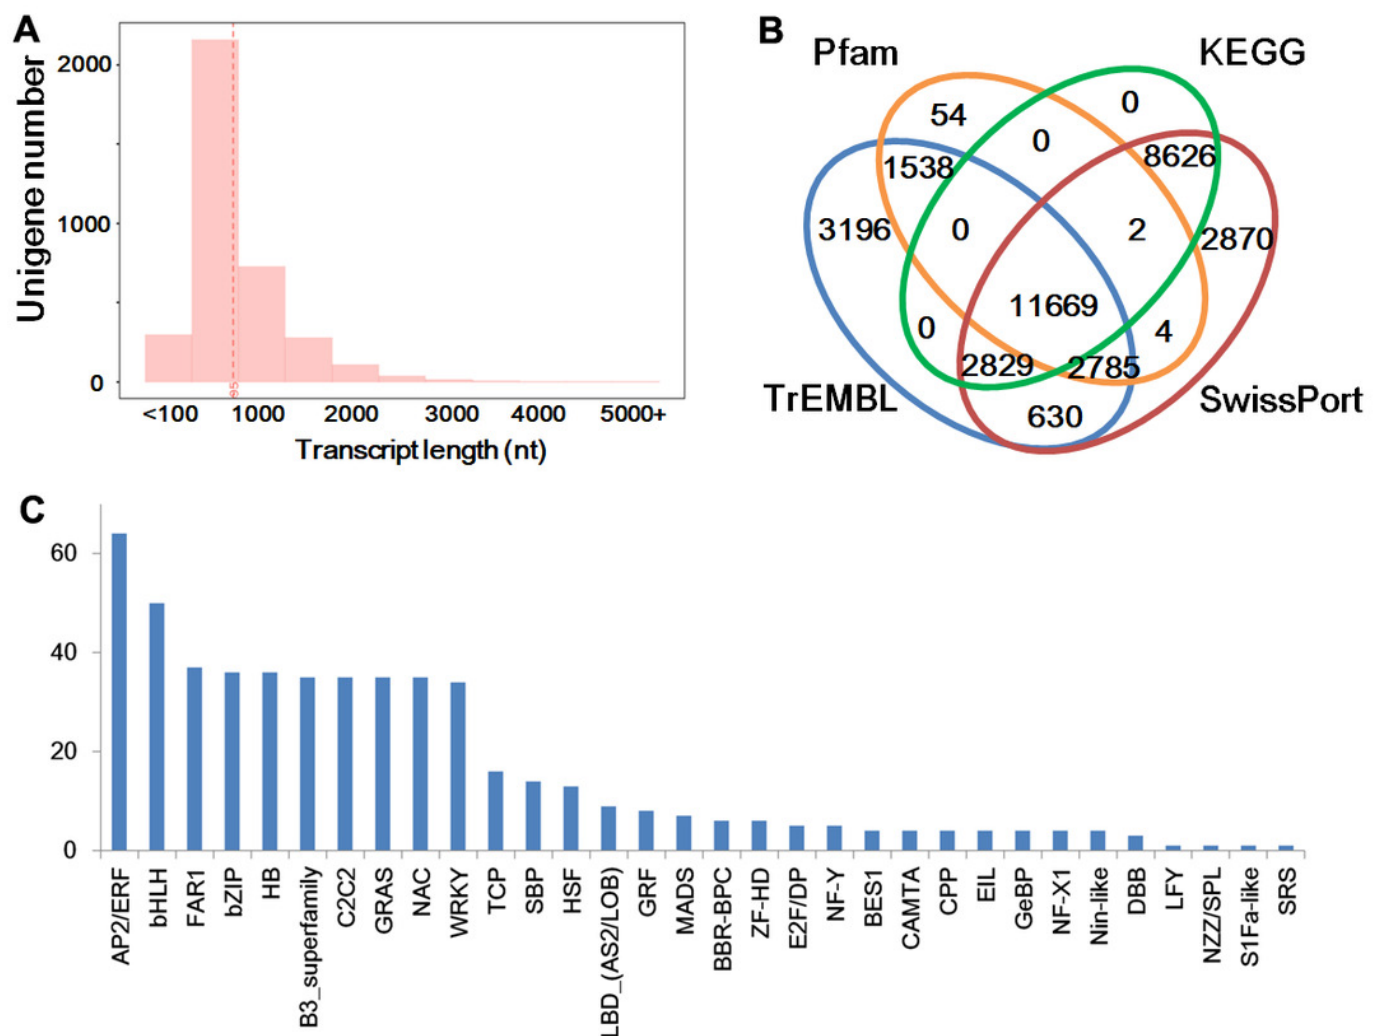 A
Unigene number
2000
1000
0
95
<100 1000 2000 3000 4000 5000+
Transcript length (nt)
B
Pfam KEGG
54 0
0
1538 8626
3196 0 2 2870
11669
0 4
2829 2785
TrEMBL SwissPort
630
C
60
40
20
0
AP2/ERF
bHLH
FAR1
bZIP
HB
B3_superfamily
C2C2
GRAS
NAC
WRKY
TCP
SBP
HSF
LBD_(AS2/LOB)
GRF
MADS
BBR-BPC
ZF-HD
E2F/DP
NF-Y
BES1
CAMTA
CPP
EIL
GeBP
NF-X1
Nin-like
DBB
LFY
NZZ/SPL
S1Fa-like
SRS